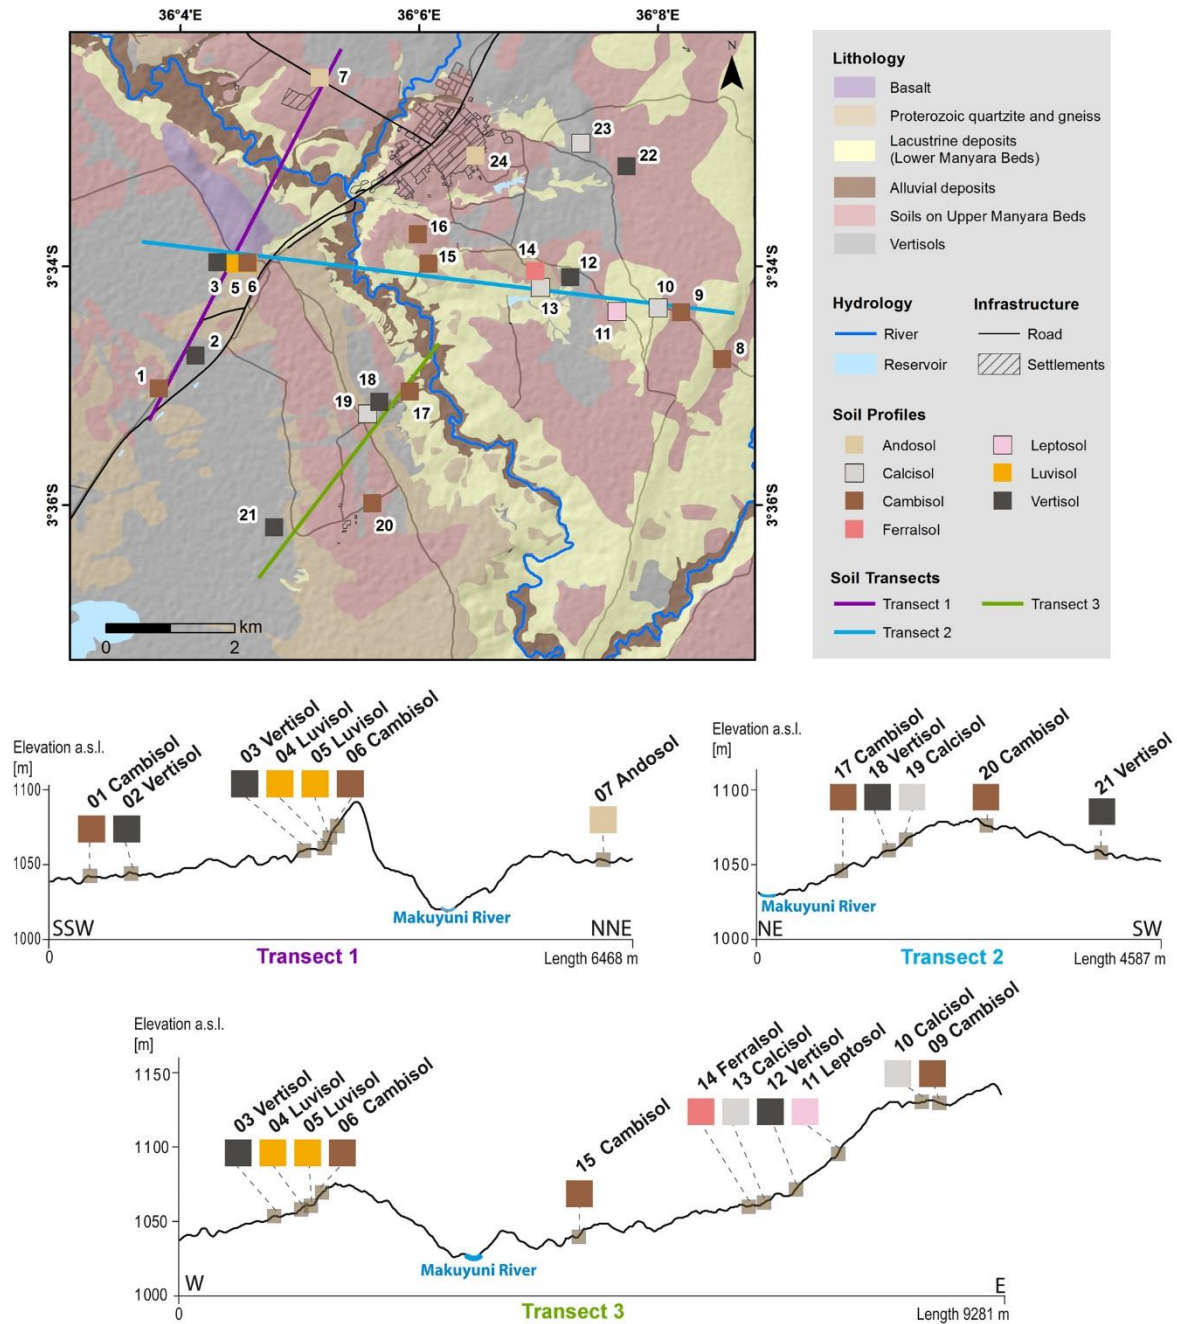 36°4'E
36°6'E
36°8'E
N
7
23
22
24
16
15
14
12
13
10
9
11
8
3
5
6
2
1
18
19
17
20
21
3°34'S
3°34'S
3°36'S
3°36'S
km
0
2
Lithology
Basalt
Proterozoic quartzite and gneiss
Lacustrine deposits
(Lower Manyara Beds)
Alluvial deposits
Soils on Upper Manyara Beds
Vertisols
Hydrology
River
Reservoir
Infrastructure
Road
Settlements
Soil Profiles
Andosol
Calcisol
Cambisol
Ferralsol
Leptosol
Luvisol
Vertisol
Soil Transects
Transect 1
Transect 2
Transect 3
Elevation a.s.l.
[m]
1100
1050
1000
01 Cambisol
02 Vertisol
03 Vertisol
04 Luvisol
05 Luvisol
06 Cambisol
07 Andosol
Makuyuni River
SSW
NNE
0
Transect 1
Length 6468 m
Elevation a.s.l.
[m]
1100
1050
1000
17 Cambisol
18 Vertisol
19 Calcisol
20 Cambisol
21 Vertisol
Makuyuni River
NE
SW
0
Transect 2
Length 4587 m
Elevation a.s.l.
[m]
1150
1100
1050
1000
03 Vertisol
04 Luvisol
05 Luvisol
06 Cambisol
15 Cambisol
14 Ferralsol
13 Calcisol
12 Vertisol
11 Leptosol
10 Calcisol
09 Cambisol
Makuyuni River
W
E
0
Transect 3
Length 9281 m